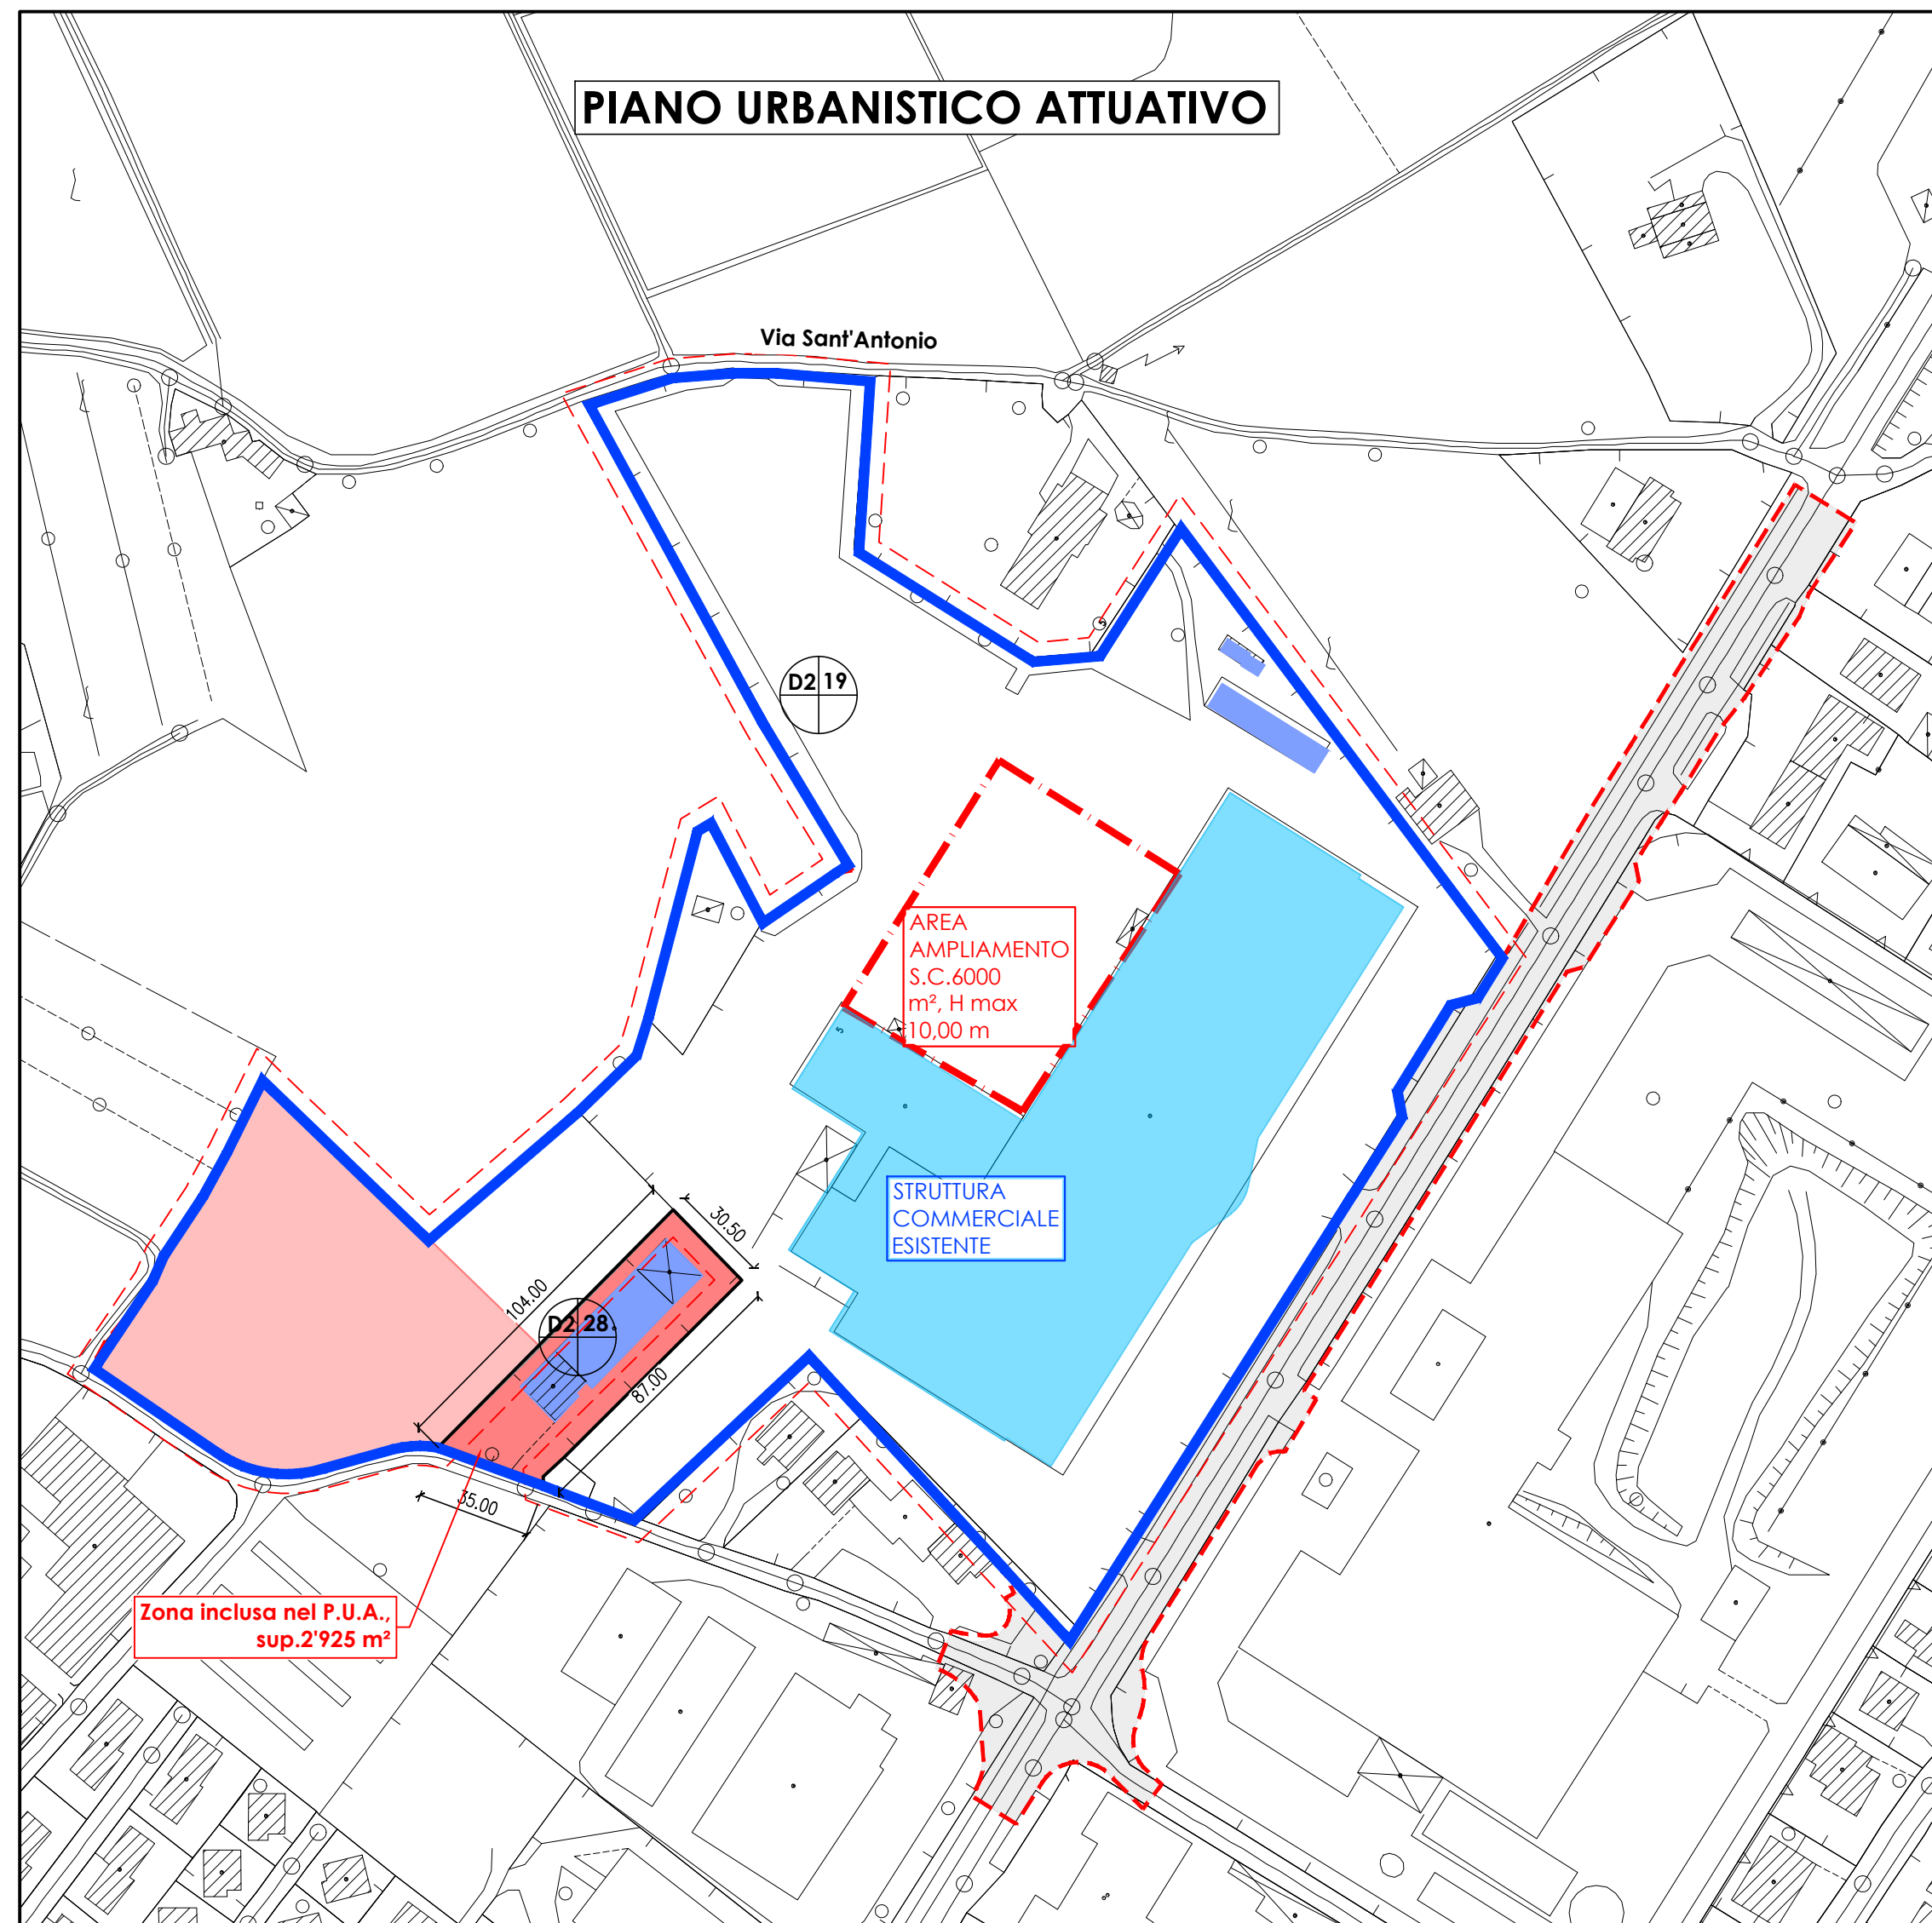 PIANO URBANISTICO ATTUATIVO
Via Sant'Antonio
D2 19
AREA
AMPLIAMENTO
S.C.6000
m², H max
10,00 m
5
STRUTTURA
COMMERCIALE
ESISTENTE
30.50
104.00
D2 28
87.00
35.00
Zona inclusa nel P.U.A.,
sup.2'925 m²